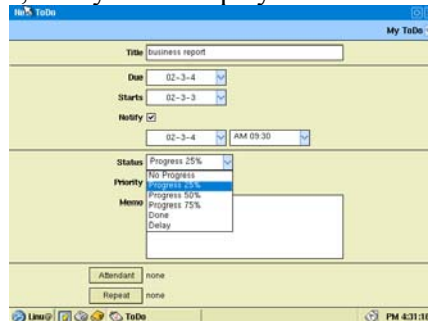 ToDo
My ToDo
Title business report
Due 02-3-4
Starts 02-3-3
Notify
02-3-4 AM 09:30
Status Progress 25%
No Progress
Priority Progress 25%
Progress 50%
Memo Progress 75%
Done
Delay
Attendant none
Repeat none
Linu@ ToDo PM 4:31:18